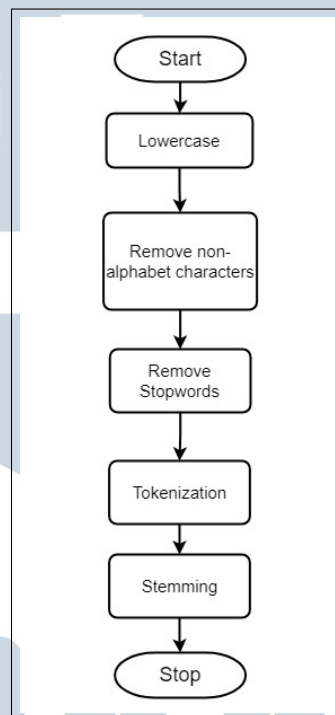 Start
Lowercase
Remove non-
alphabet characters
Remove
Stopwords
Tokenization
Stemming
Stop